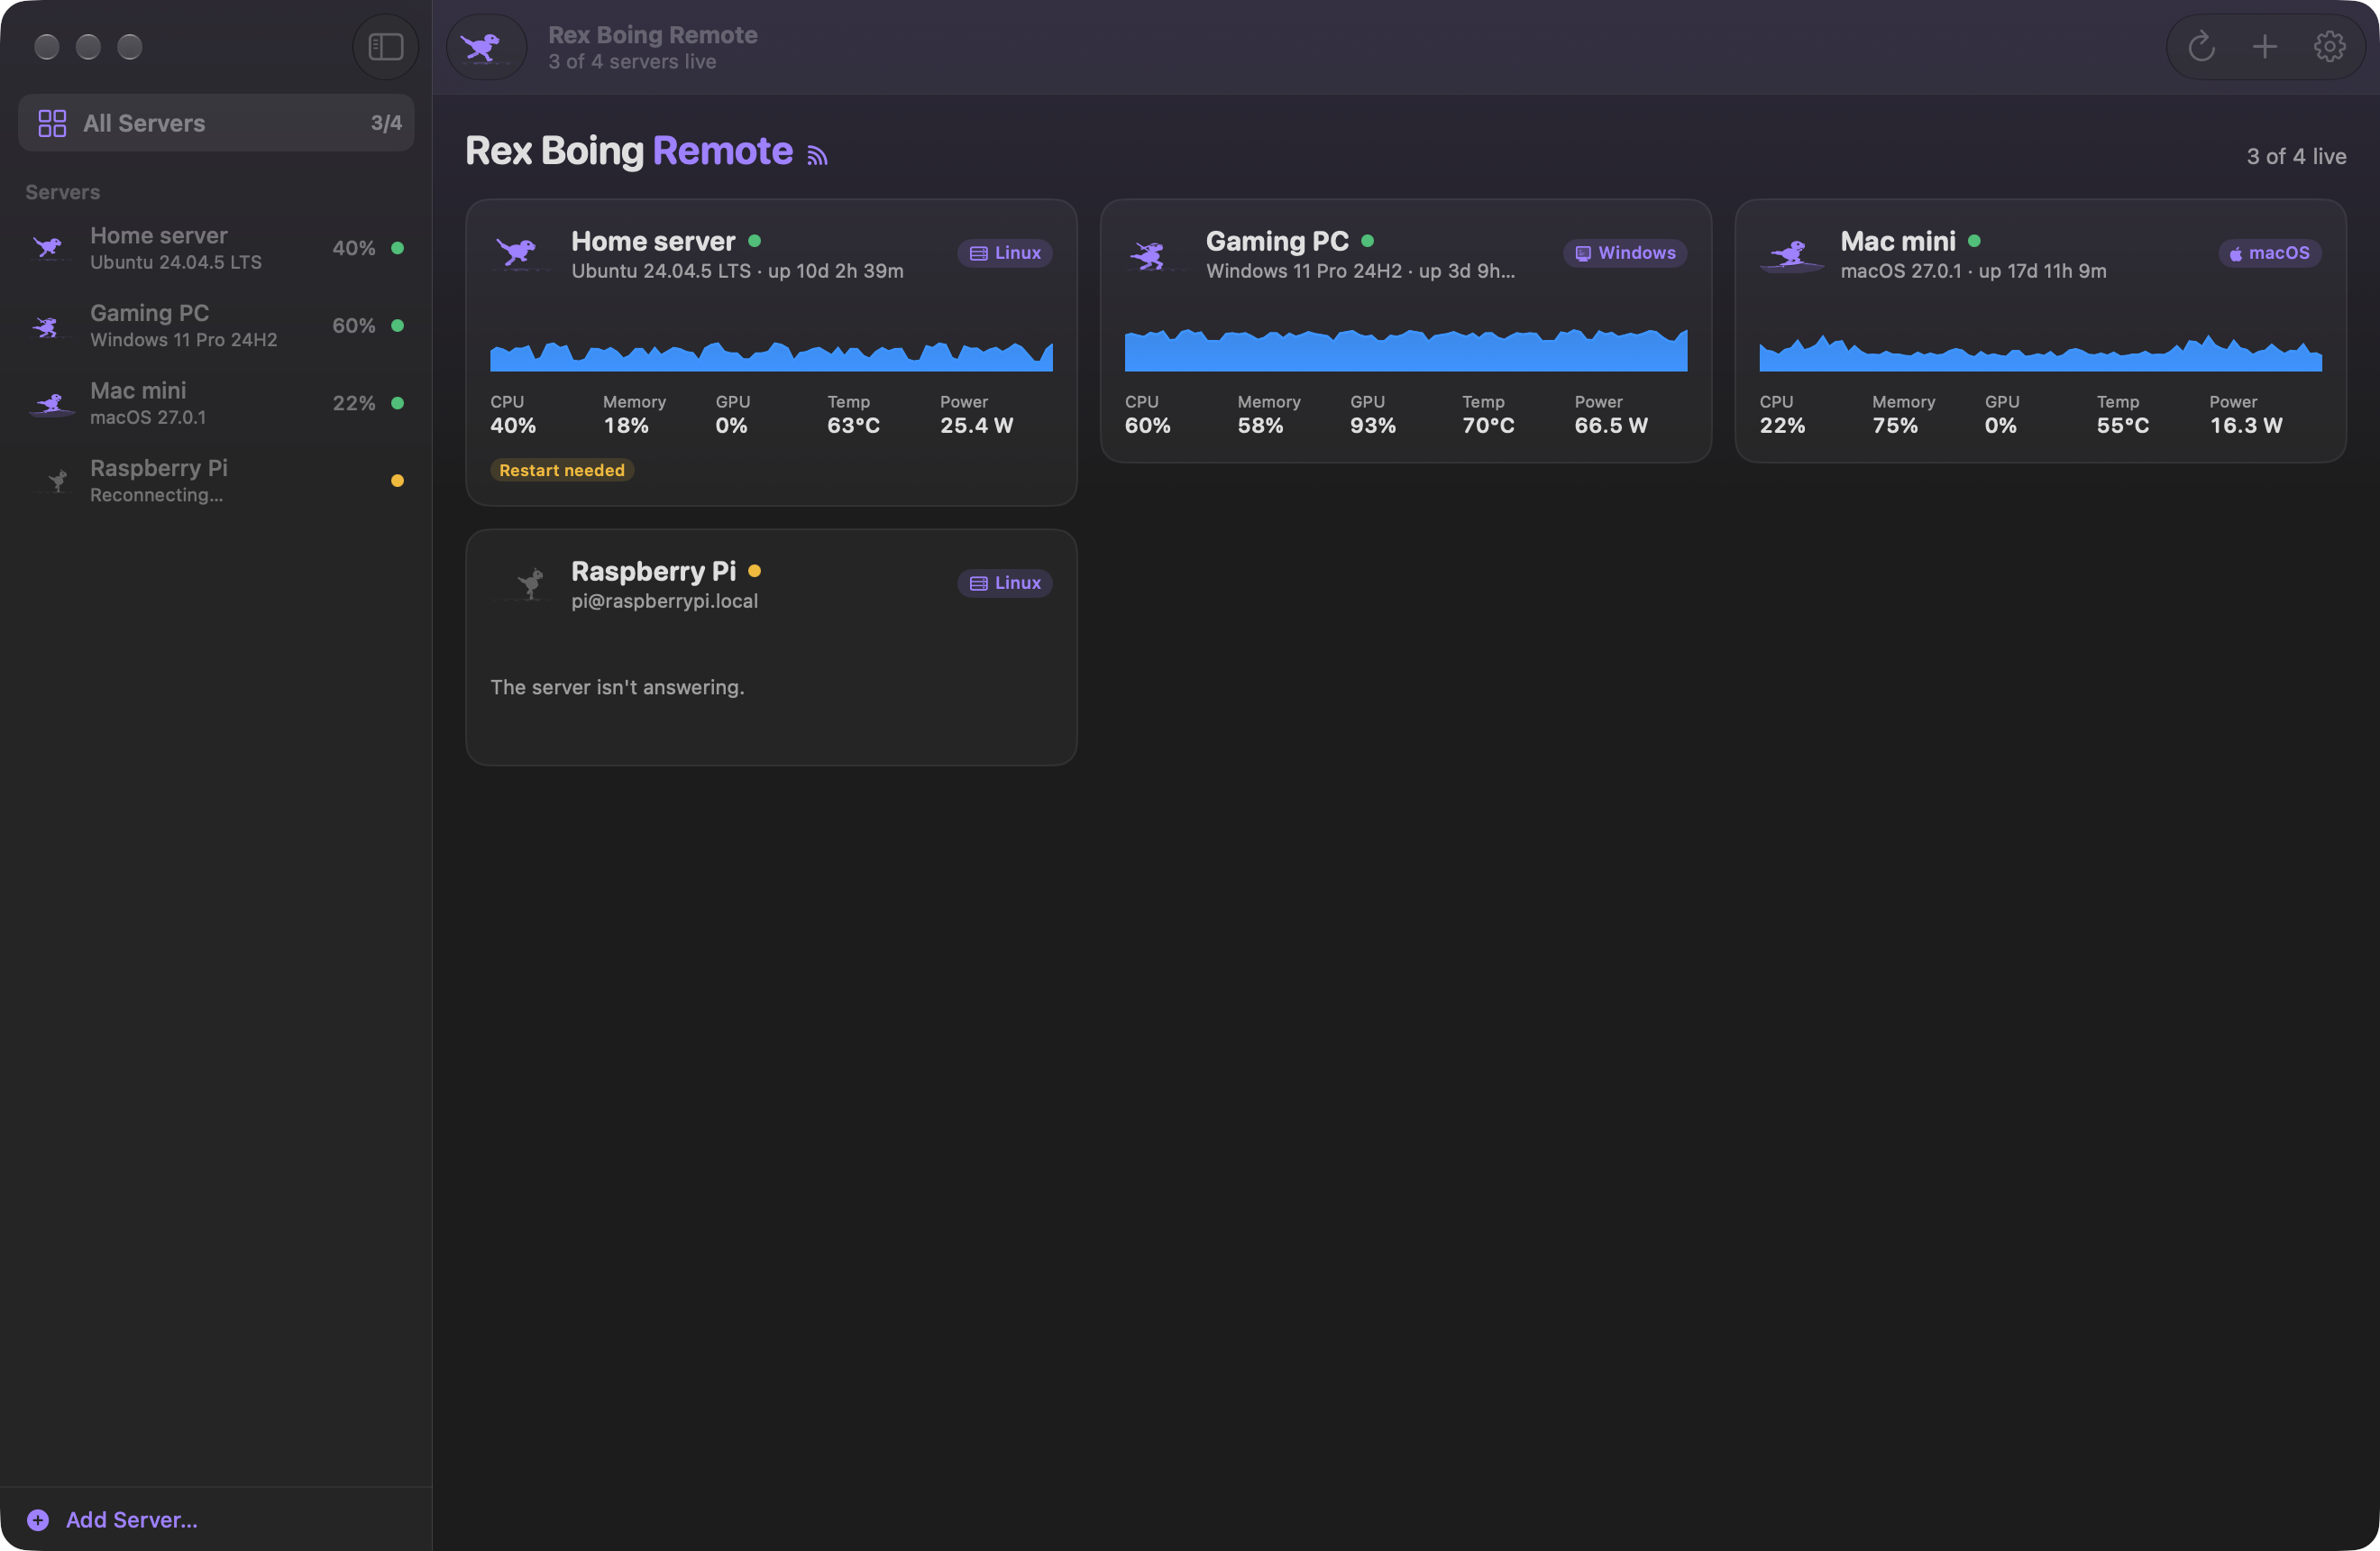 Rex Boing Remote
3 of 4 servers live
All Servers 3/4
Servers
Home server
Ubuntu 24.04.5 LTS
40%
Gaming PC
Windows 11 Pro 24H2
60%
Mac mini
macOS 27.0.1
22%
Raspberry Pi
Reconnecting...
Add Server...
Rex Boing Remote
3 of 4 live
Home server
Ubuntu 24.04.5 LTS · up 10d 2h 39m
Linux
CPU Memory GPU Temp Power
40% 18% 0% 63°C 25.4 W
Restart needed
Gaming PC
Windows 11 Pro 24H2 · up 3d 9h...
Windows
CPU Memory GPU Temp Power
60% 58% 93% 70°C 66.5 W
Mac mini
macOS 27.0.1 · up 17d 11h 9m
macOS
CPU Memory GPU Temp Power
22% 75% 0% 55°C 16.3 W
Raspberry Pi
pi@raspberrypi.local
Linux
The server isn't answering.